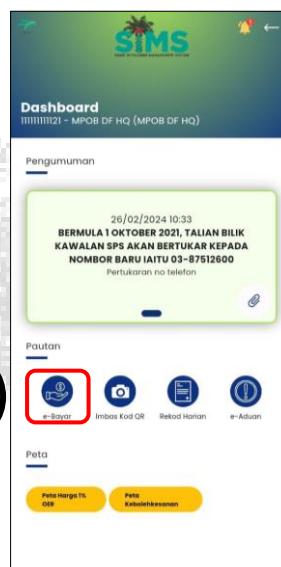 SIMS
Dashboard
111111111121 - MPOB DF HQ (MPOB DF HQ)
Pengumuman
26/02/2024 10:33
BERMULA 1 OKTOBER 2021, TALIAN BILIK
KAWALAN SPS AKAN BERTUKAR KEPADA
NOMBOR BARU IAITU 03-87512600
Pertukaran no telefon
Pautan
e-Bayar Imbas Kod QR Rekod Harian e-Aduan
Peta
Peta Harga 1% OER
Peta Kebolehkesanan